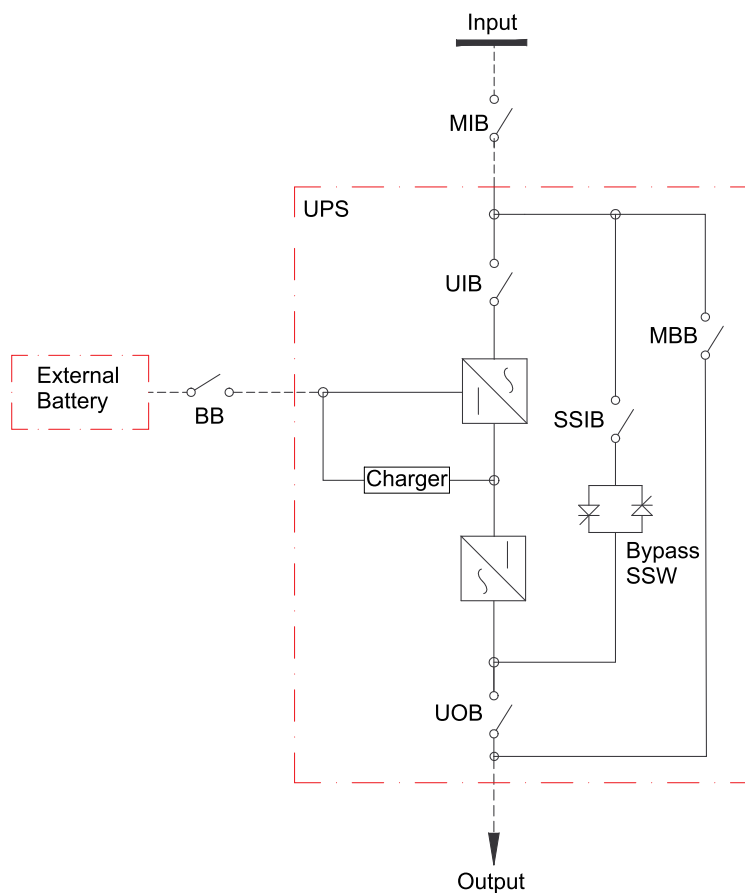 Input
MIB
UPS
UIB
MBB
External
Battery
BB
SSIB
Charger
Bypass
SSW
UOB
Output